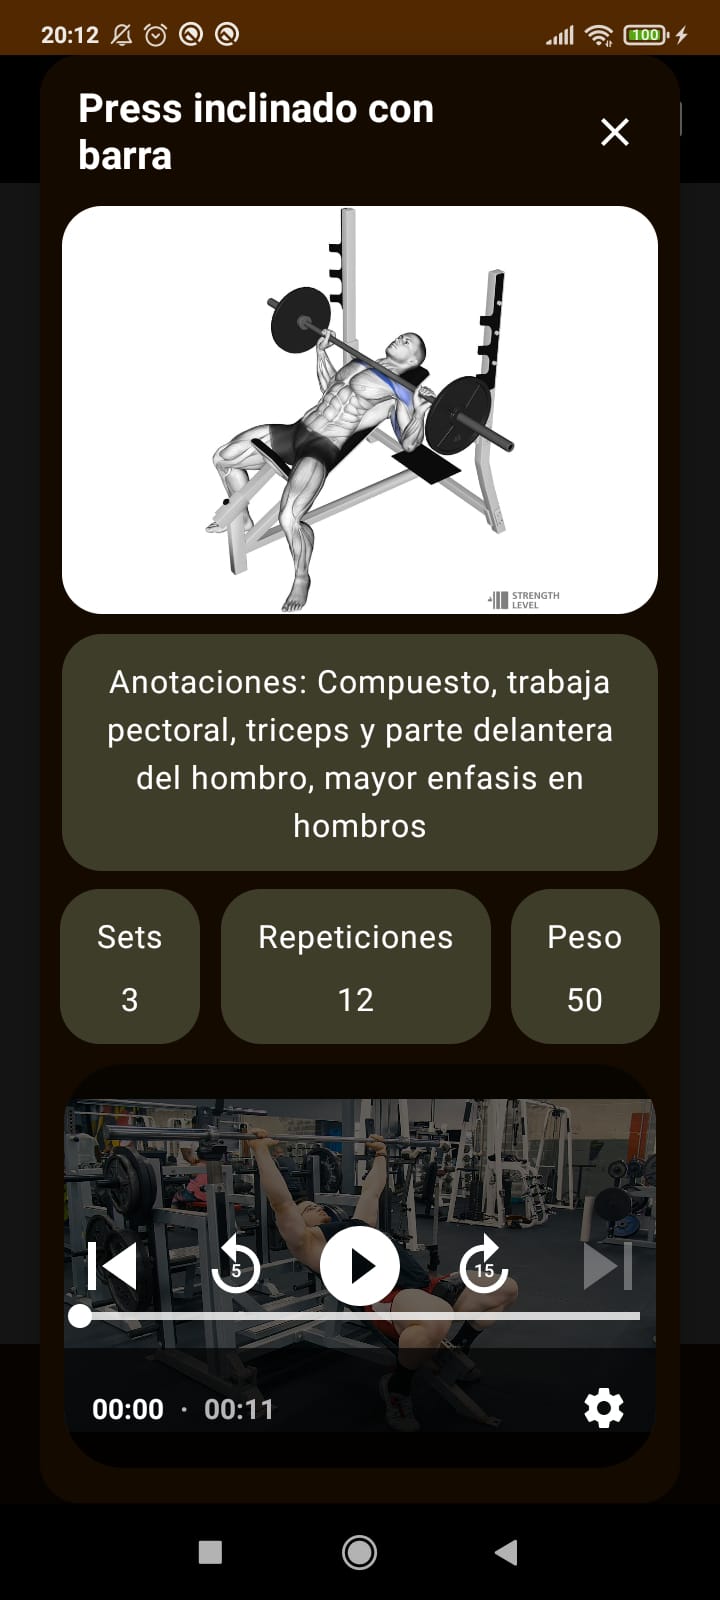 20:12
100
Press inclinado con
barra
STRENGTH
LEVEL
Anotaciones: Compuesto, trabaja
pectoral, triceps y parte delantera
del hombro, mayor enfasis en
hombros
Sets
Repeticiones
Peso
3
12
50
5
15
00:00 · 00:11